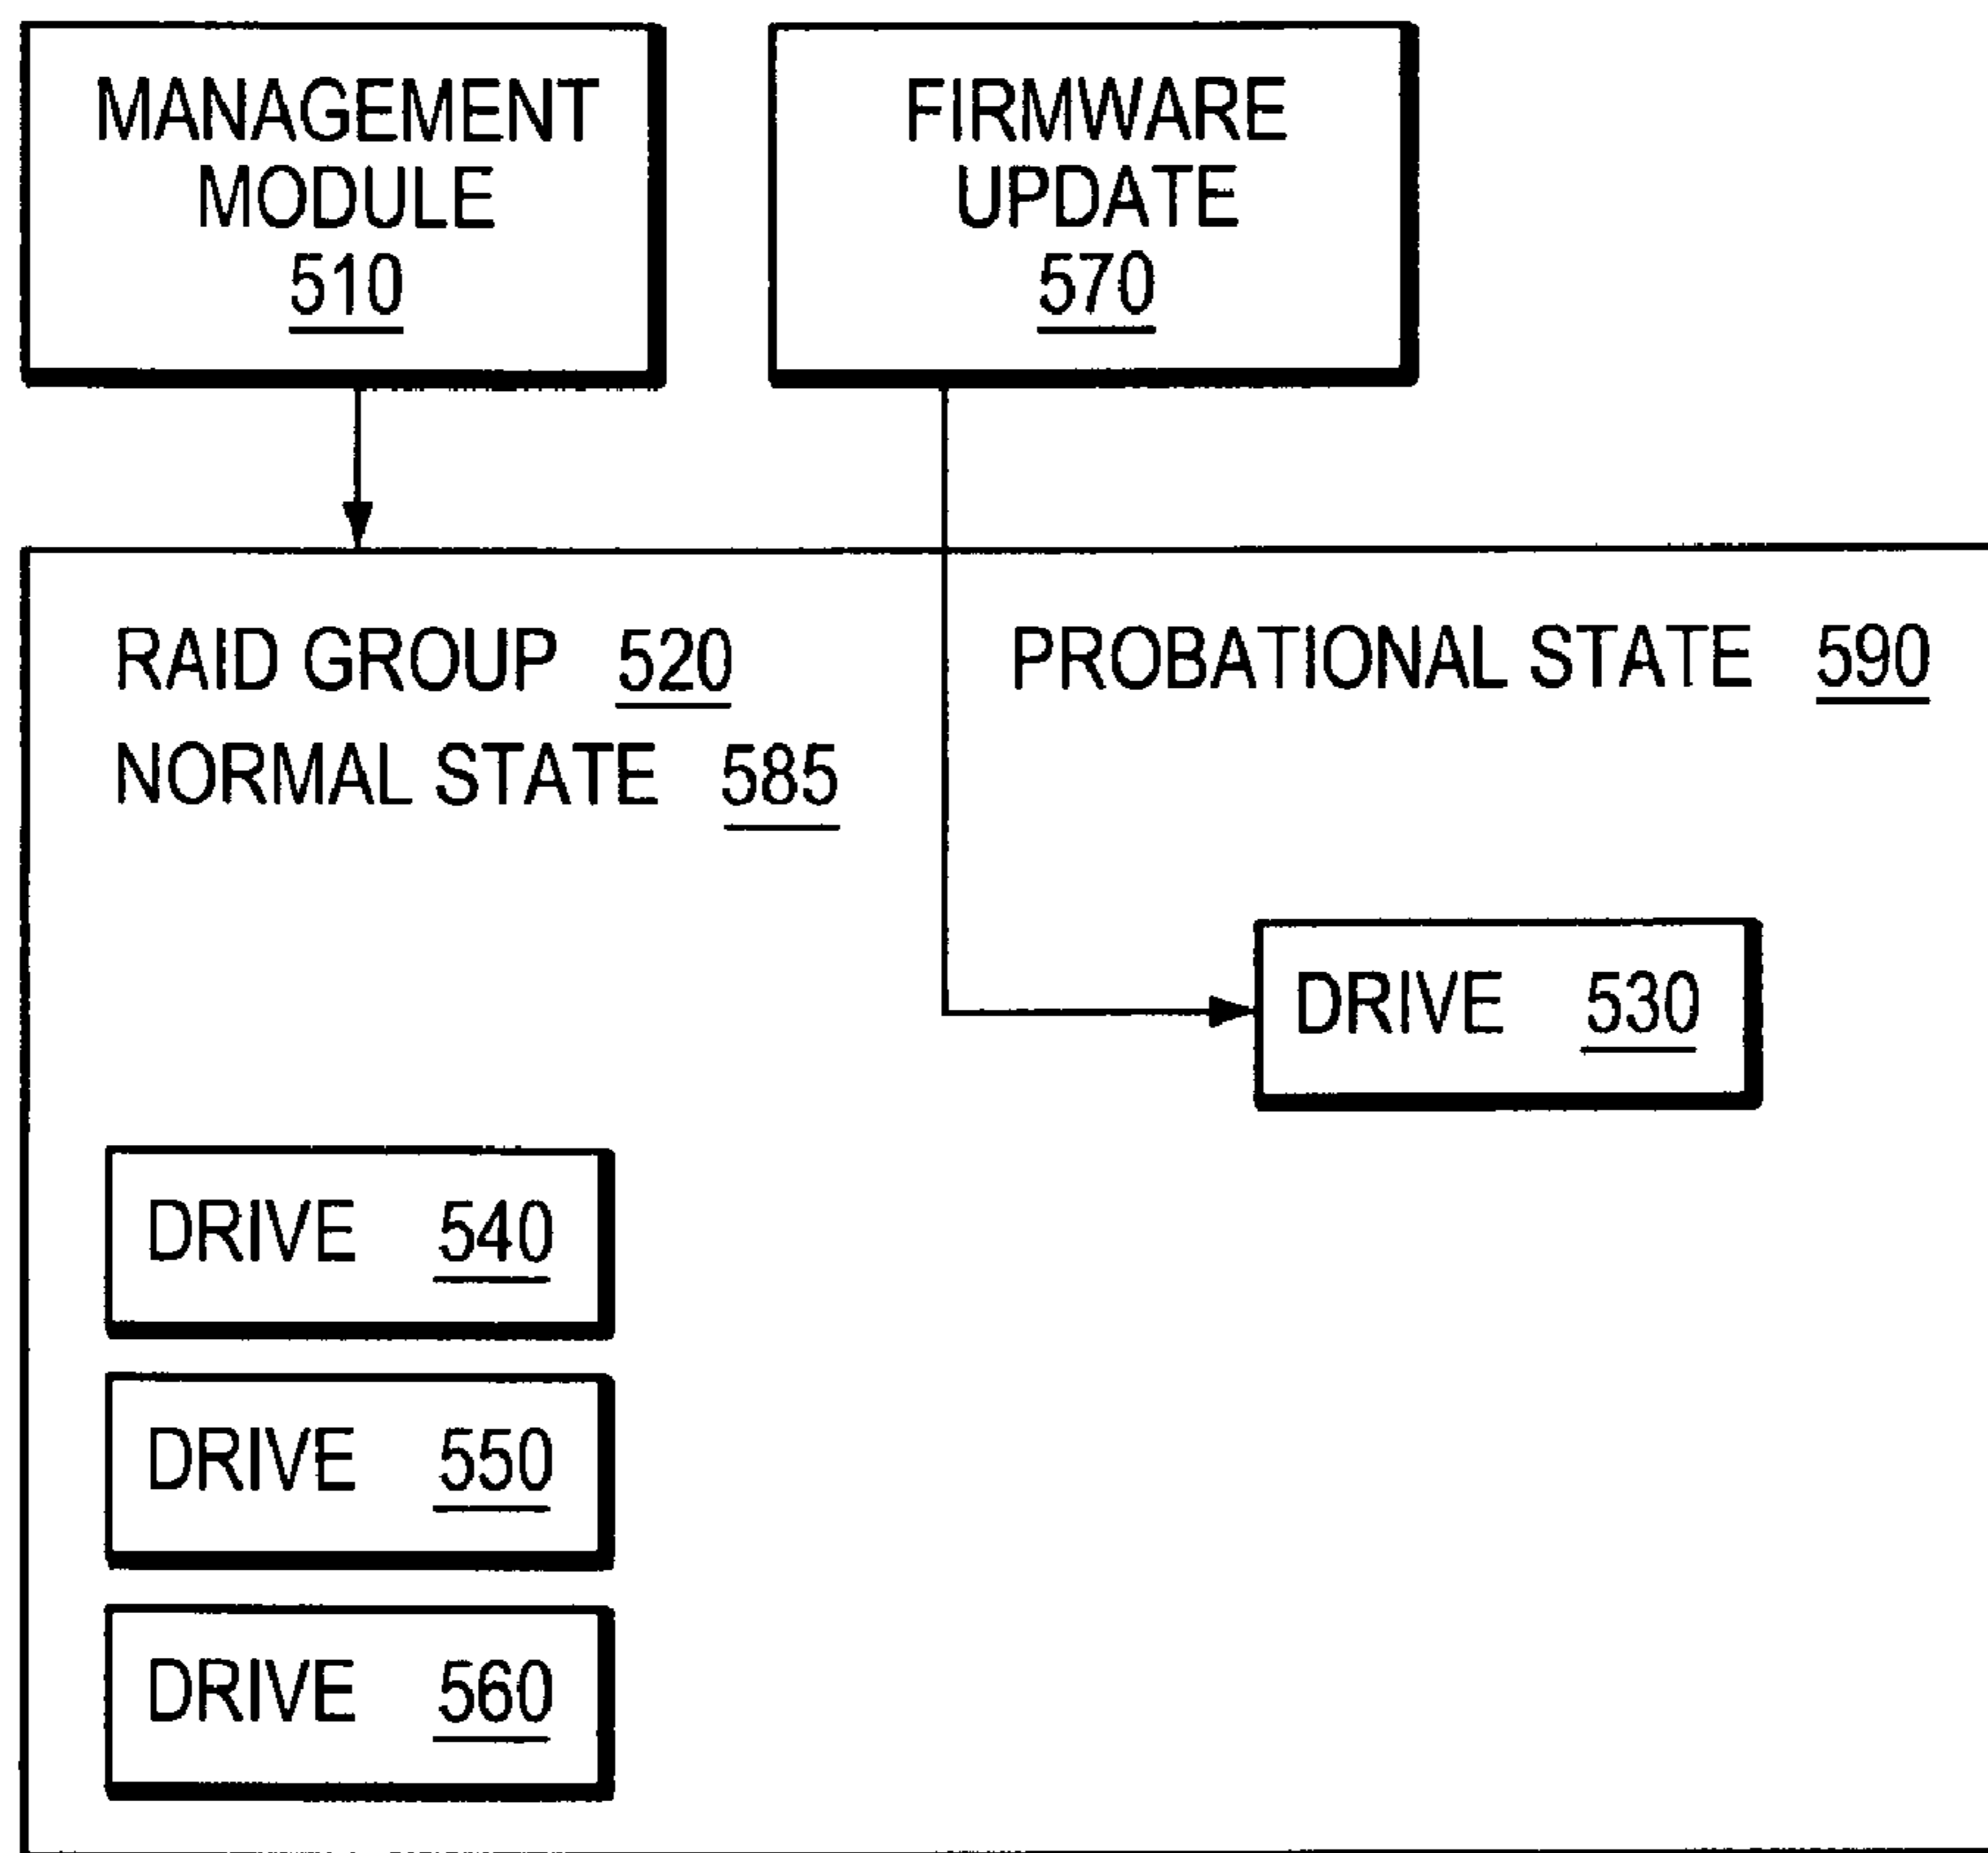 MANAGEMENT
MODULE
510
FIRMWARE
UPDATE
570
RAID GROUP 520
NORMAL STATE 585
PROBATIONAL STATE 590
DRIVE 530
DRIVE 540
DRIVE 550
DRIVE 560